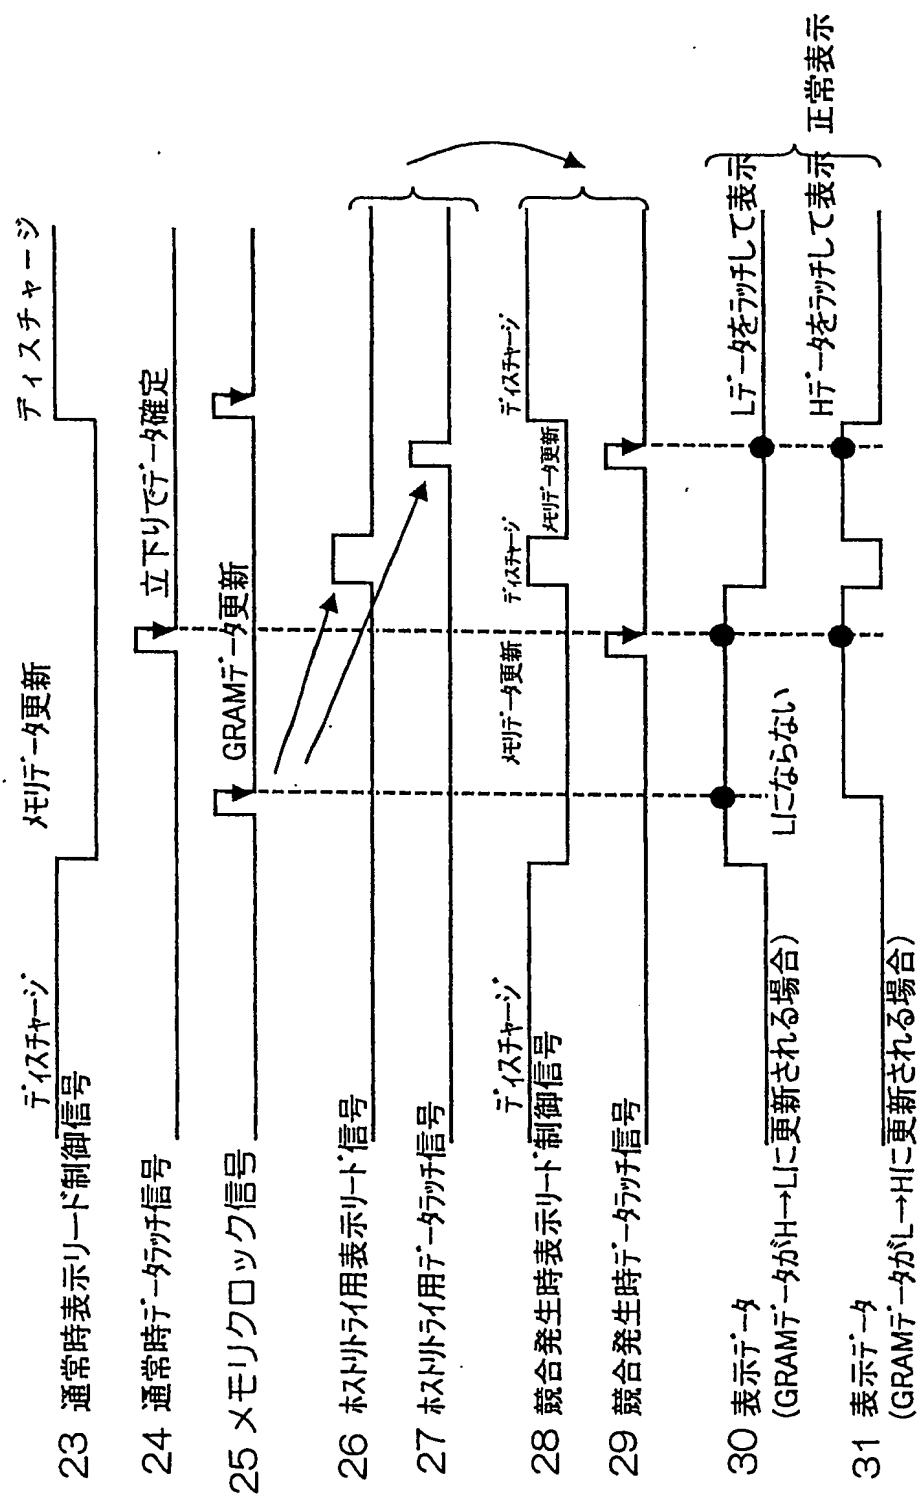 ディスチャージ メモリデータ更新 ディスチャージ
23 通常時表示リード制御信号
立下りでデータ確定
24 通常時データラッチ信号
GRAMデータ更新
25 メモリクロック信号
26 ホストリトライ用表示リード信号
27 ホストリトライ用データラッチ信号
ディスチャージ メモリデータ更新 ディスチャージ メモリデータ更新 ディスチャージ
28 競合発生時表示リード制御信号
29 競合発生時データラッチ信号
Lデータをラッチして表示
30 表示データ
(GRAMデータがH→Lに更新される場合)
Lにならない
Hデータをラッチして表示
正常表示
31 表示データ
(GRAMデータがL→Hに更新される場合)